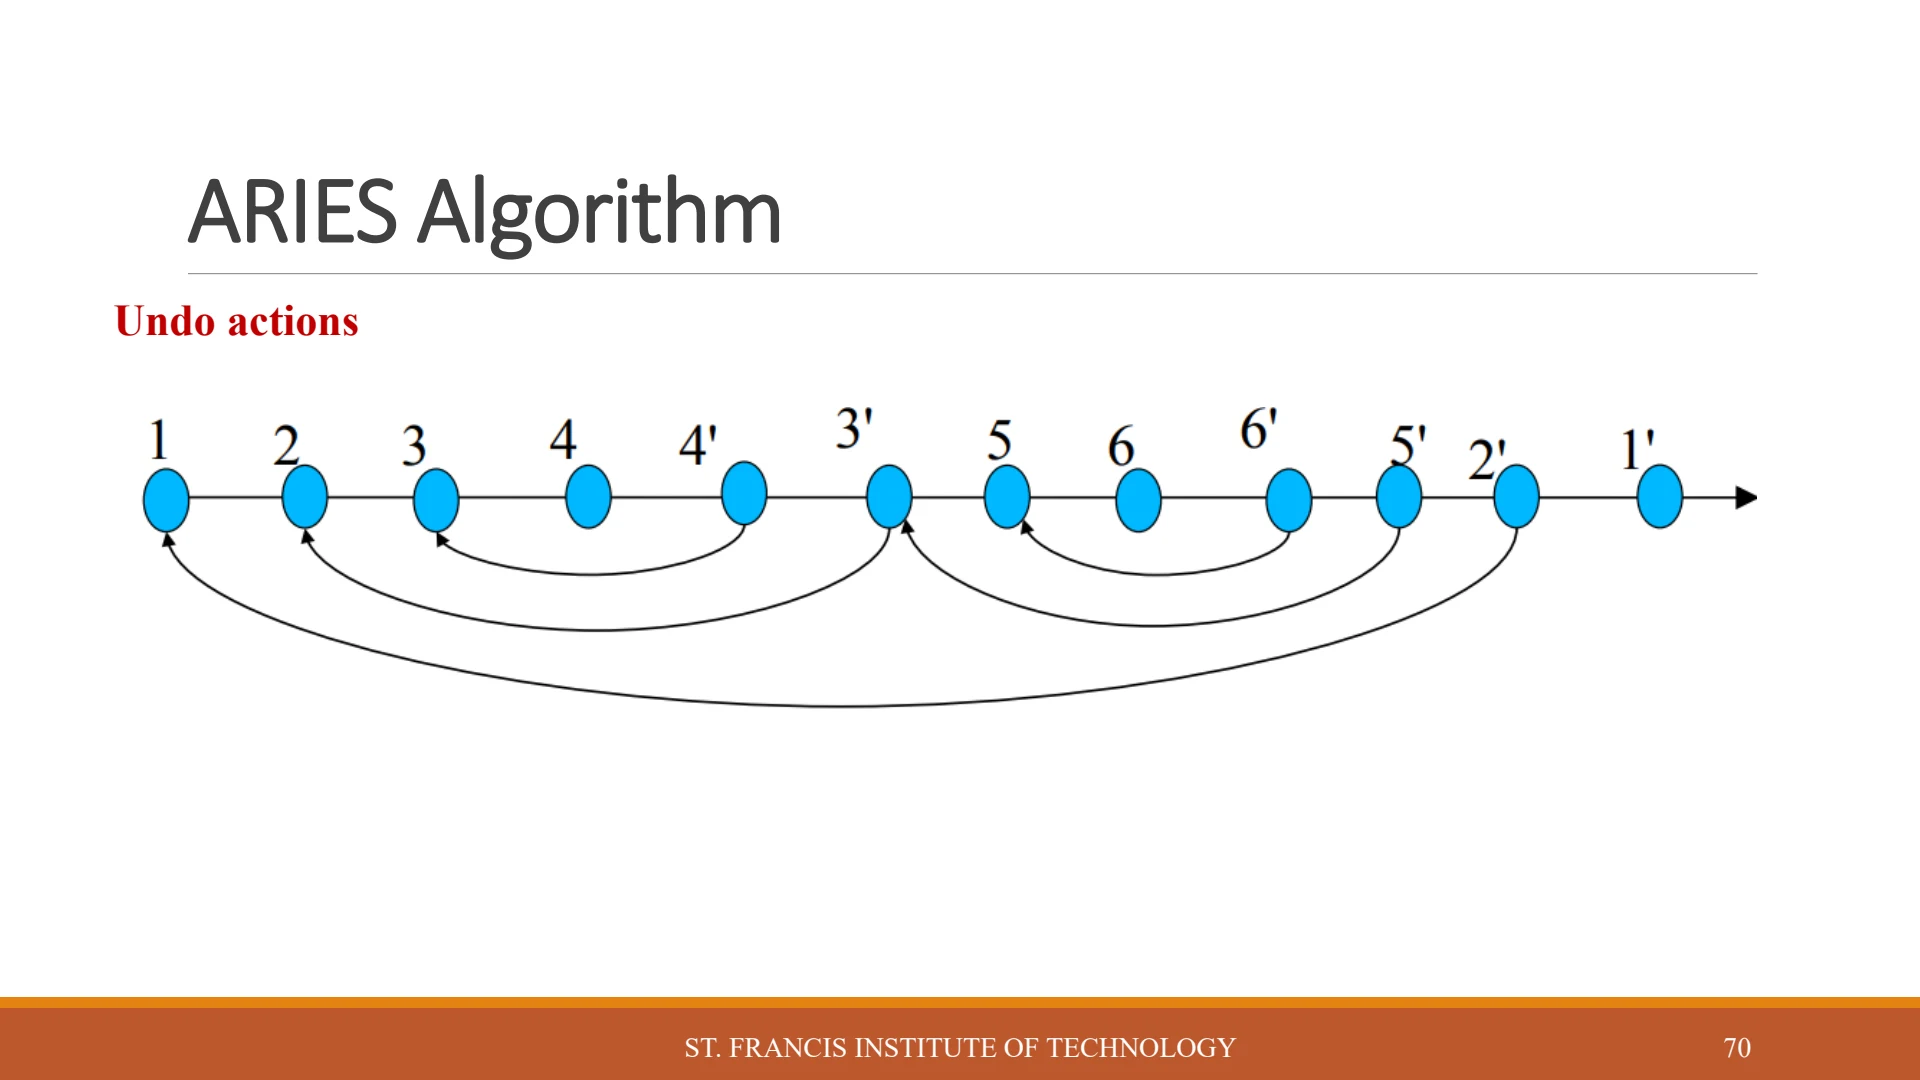 ARIES Algorithm
Undo actions
1 2 3 4 4' 3' 5 6 6' 5' 2' 1'
ST. FRANCIS INSTITUTE OF TECHNOLOGY 70